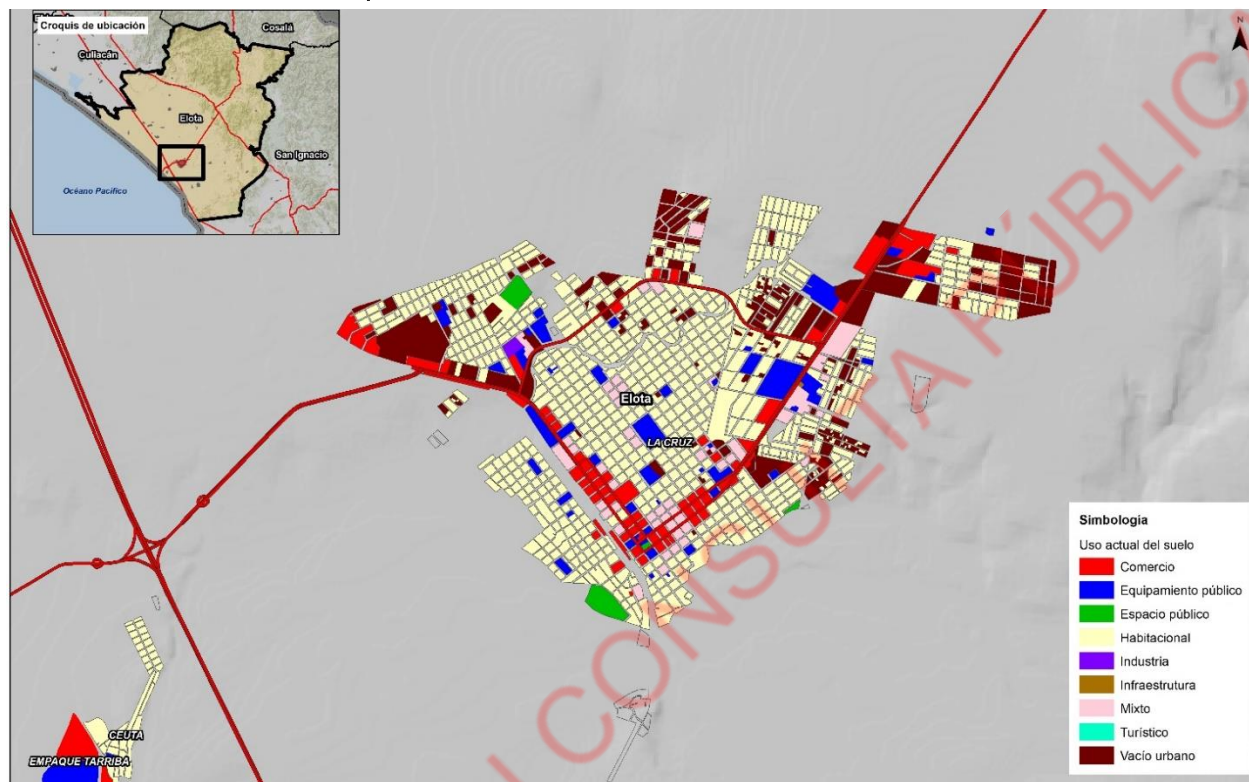 Croquis de ubicación
Cosalá
Culiacán
Elota
San Ignacio
Océano Pacífico
N
Elota
LA CRUZ
CEUTA
EMPAQUE TARRIBA
Simbología
Uso actual del suelo
Comercio
Equipamiento público
Espacio público
Habitacional
Industria
Infraestrutura
Mixto
Turístico
Vacío urbano
CONSULTA PÚBLICA